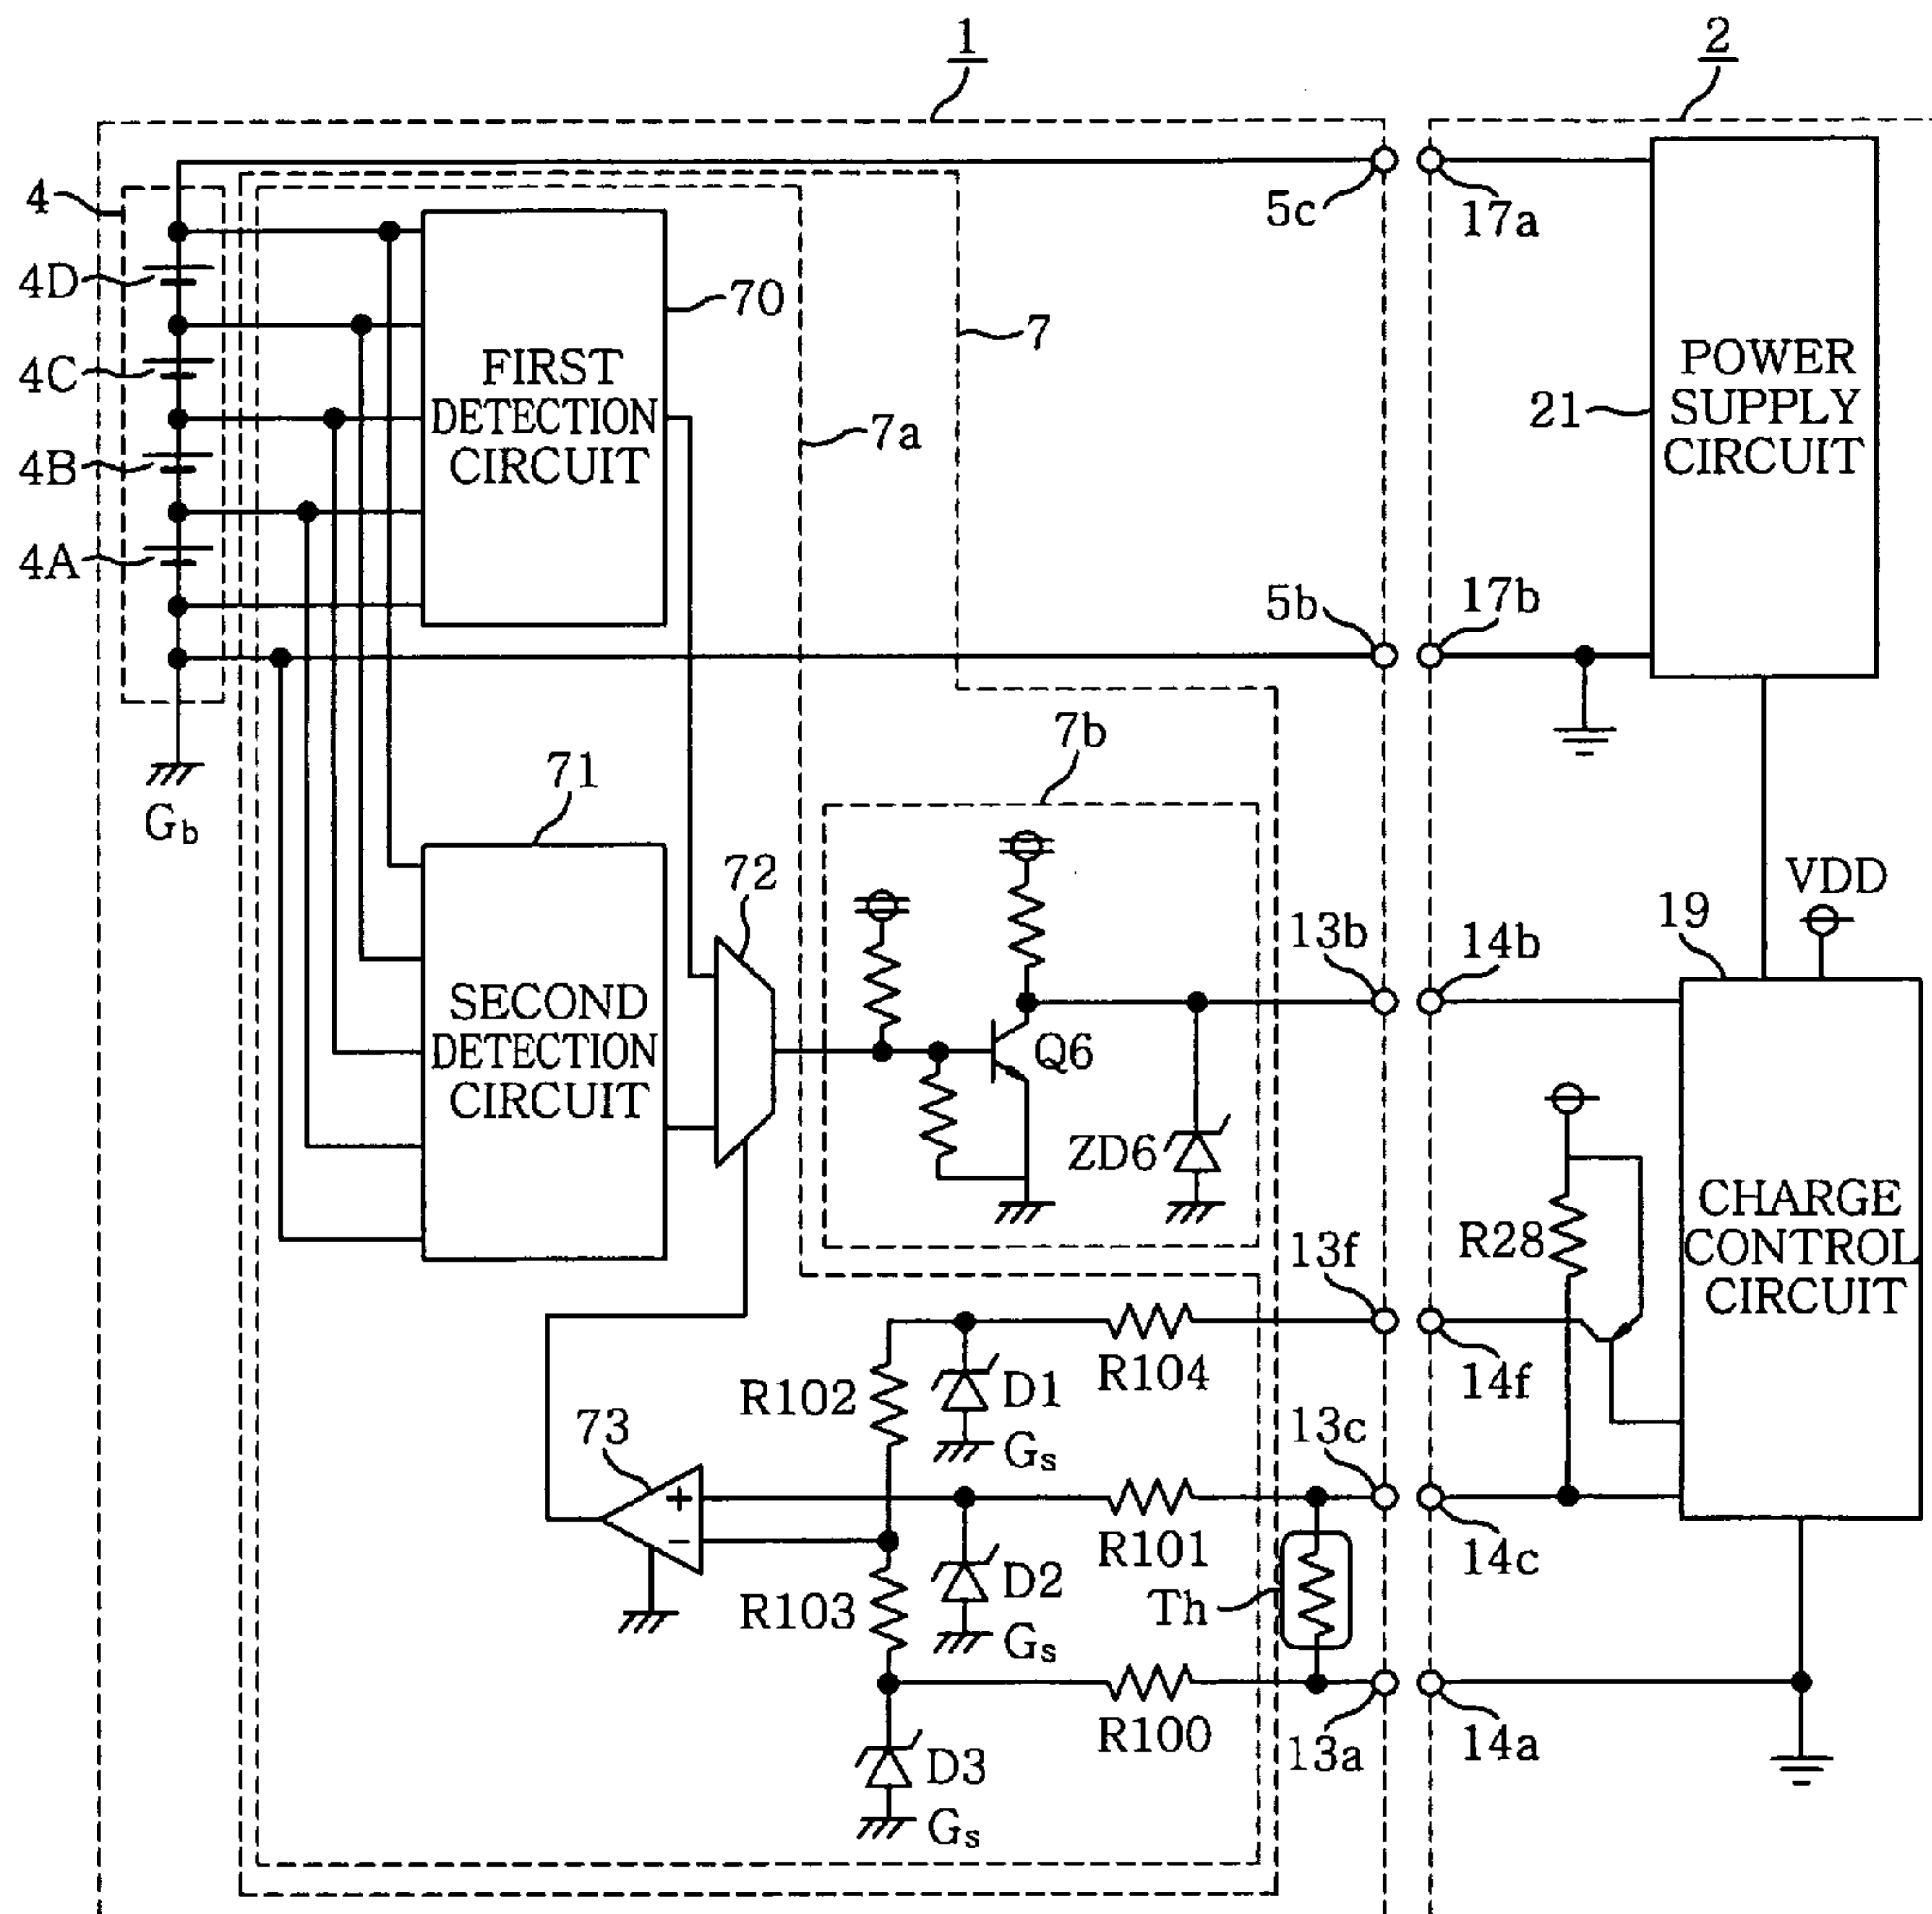 1
2
4
5c
17a
4D
70
7
FIRST
DETECTION
CIRCUIT
POWER
SUPPLY
CIRCUIT
4C
7a
21
4B
4A
5b
17b
7b
71
Gb
72
VDD
19
13b
14b
SECOND
DETECTION
CIRCUIT
Q6
ZD6
CHARGE
CONTROL
CIRCUIT
R28
13f
R102
D1
R104
14f
Gs
73
13c
+
−
R101
14c
D2
R103
Th
Gs
R100
13a
14a
D3
Gs